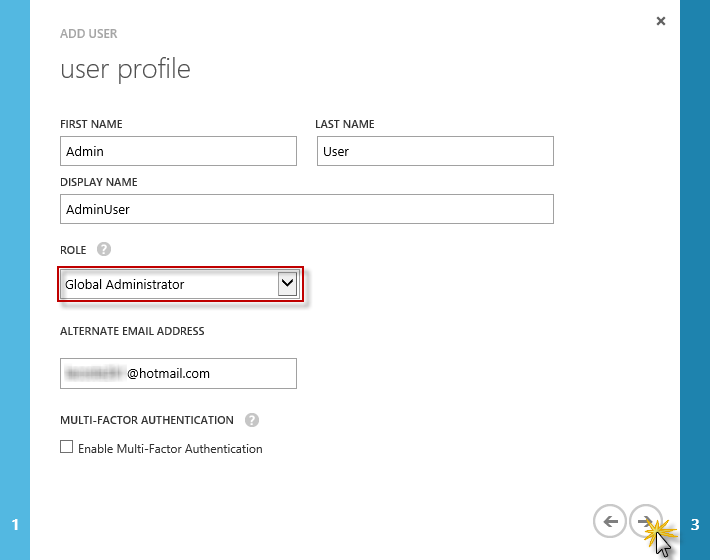 ADD USER
user profile
FIRST NAME LAST NAME
Admin User
DISPLAY NAME
AdminUser
ROLE ?
Global Administrator
ALTERNATE EMAIL ADDRESS
@hotmail.com
MULTI-FACTOR AUTHENTICATION ?
Enable Multi-Factor Authentication
1 3